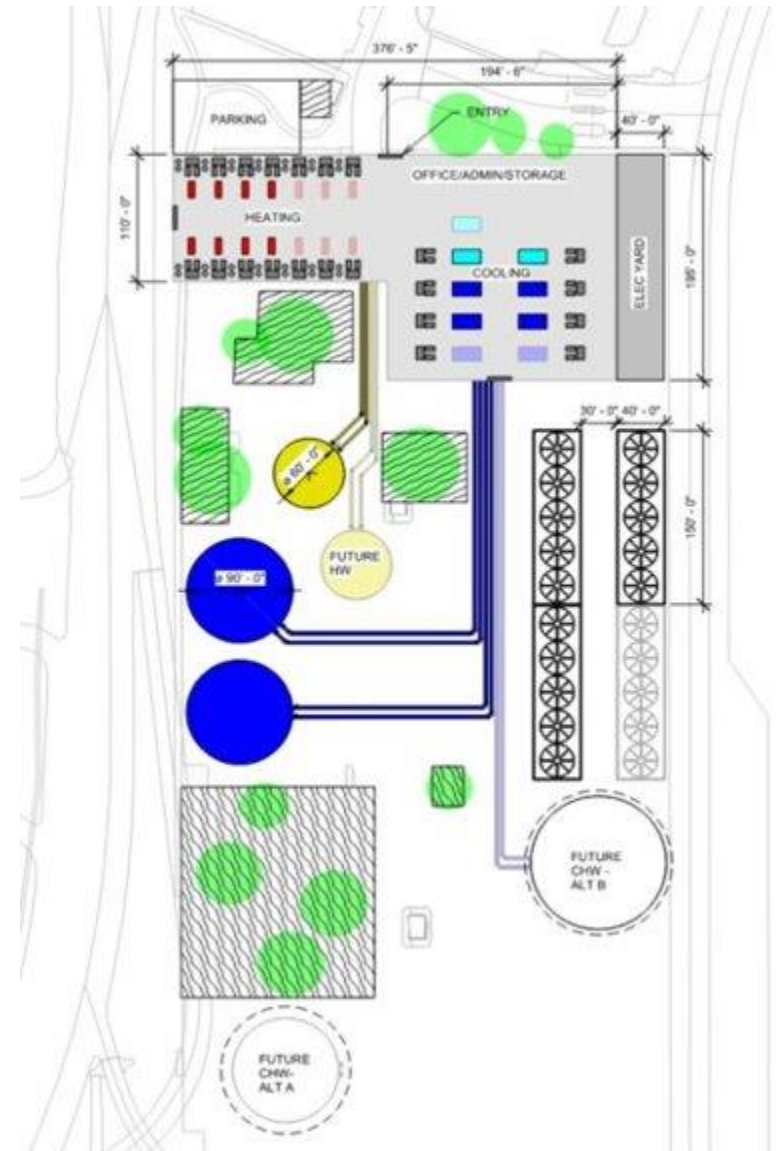 376' - 5"
194' - 6"
PARKING
ENTRY
40' - 0"
OFFICE/ADMIN/STORAGE
110' - 0"
HEATING
COOLING
ELEC YARD
195' - 0"
30' - 0"
40' - 0"
ø 60' - 0"
150' - 0"
FUTURE
HW
ø 90' - 0"
FUTURE
CHW -
ALT B
FUTURE
CHW-
ALT A